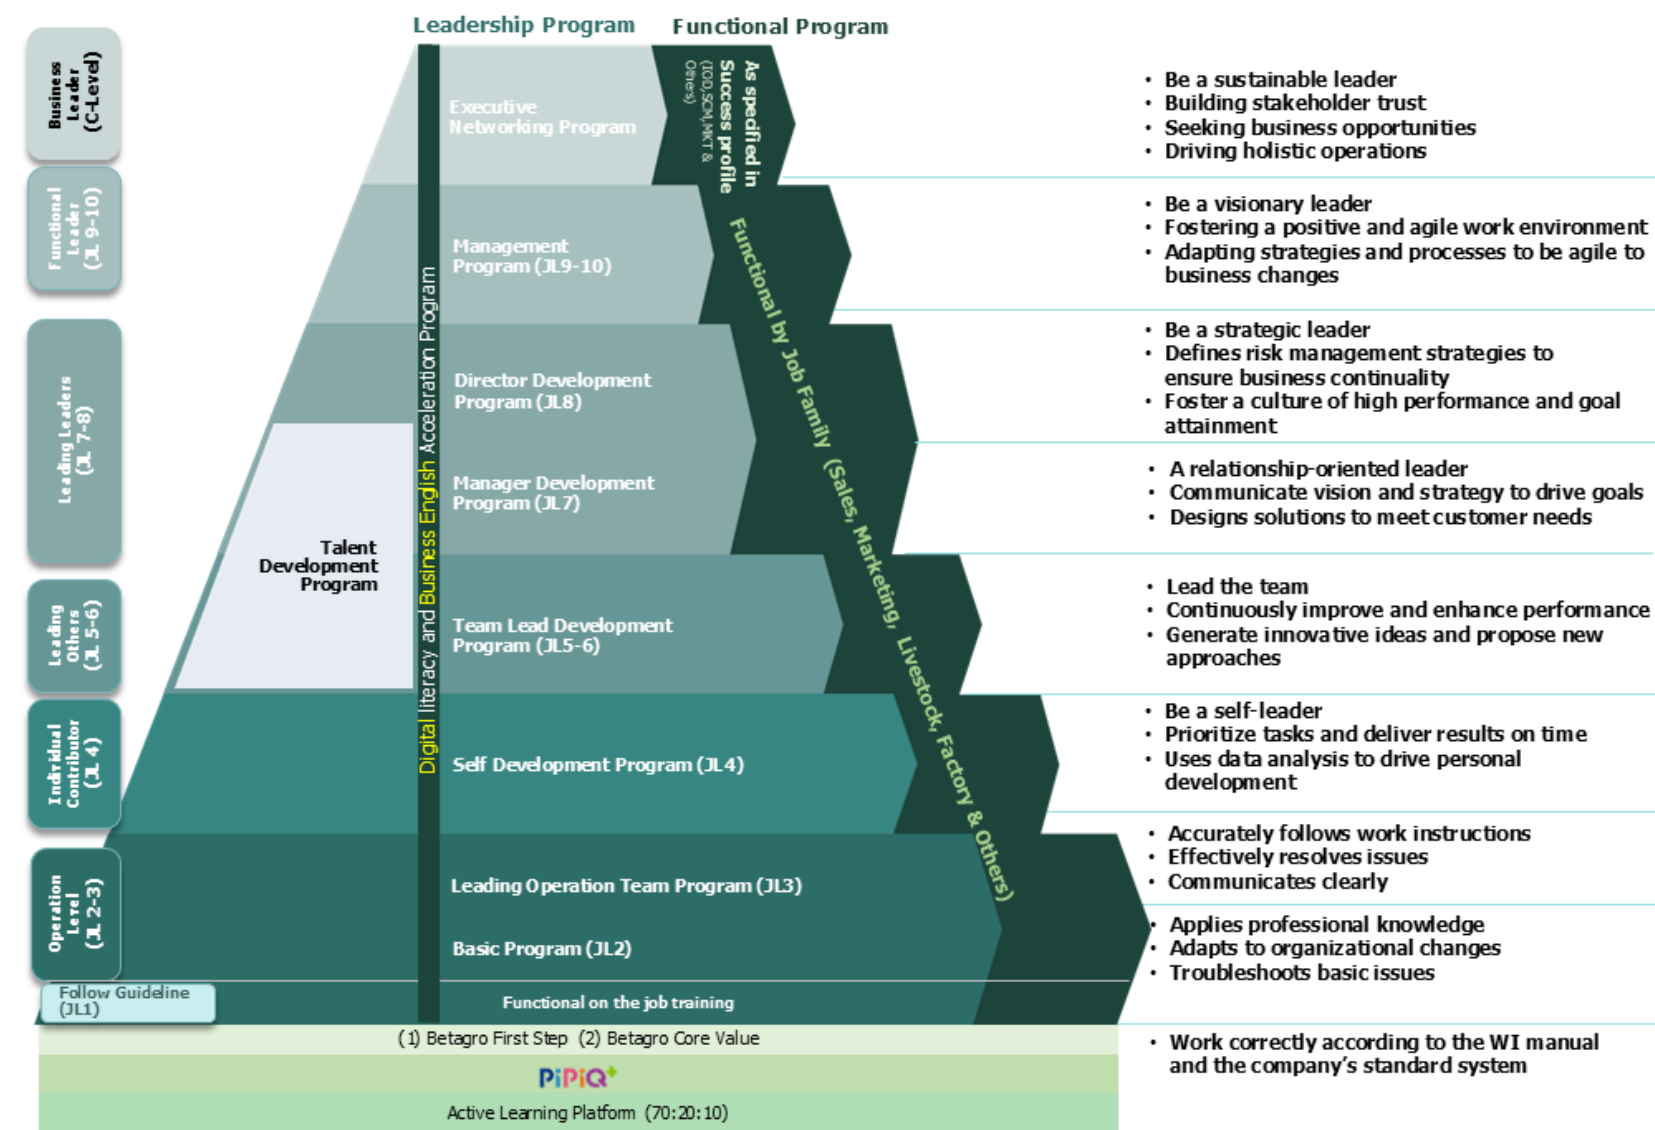 Leadership Program
Functional Program
Business
Leader
(C-Level)
Executive
Networking Program
As specified in
Success profile
(IOD,SCM,MKT &
Others)
• Be a sustainable leader
• Building stakeholder trust
• Seeking business opportunities
• Driving holistic operations
Functional
Leader
(JL 9-10)
Management
Program (JL9-10)
• Be a visionary leader
• Fostering a positive and agile work environment
• Adapting strategies and processes to be agile to
business changes
Leading Leaders
(JL 7-8)
Director Development
Program (JL8)
• Be a strategic leader
• Defines risk management strategies to
ensure business continuality
• Foster a culture of high performance and goal
attainment
Manager Development
Program (JL7)
• A relationship-oriented leader
• Communicate vision and strategy to drive goals
• Designs solutions to meet customer needs
Talent
Development
Program
Digital literacy and Business English Acceleration Program
Functional by Job Family (Sales, Marketing, Livestock, Factory & Others)
Leading
Others
(JL 5-6)
Team Lead Development
Program (JL5-6)
• Lead the team
• Continuously improve and enhance performance
• Generate innovative ideas and propose new
approaches
Individual
Contributor
(JL 4)
Self Development Program (JL4)
• Be a self-leader
• Prioritize tasks and deliver results on time
• Uses data analysis to drive personal
development
Operation
Level
(JL 2-3)
Leading Operation Team Program (JL3)
• Accurately follows work instructions
• Effectively resolves issues
• Communicates clearly
Basic Program (JL2)
• Applies professional knowledge
• Adapts to organizational changes
• Troubleshoots basic issues
Follow Guideline
(JL1)
Functional on the job training
(1) Betagro First Step (2) Betagro Core Value
• Work correctly according to the WI manual
and the company's standard system
PiPiQ+
Active Learning Platform (70:20:10)